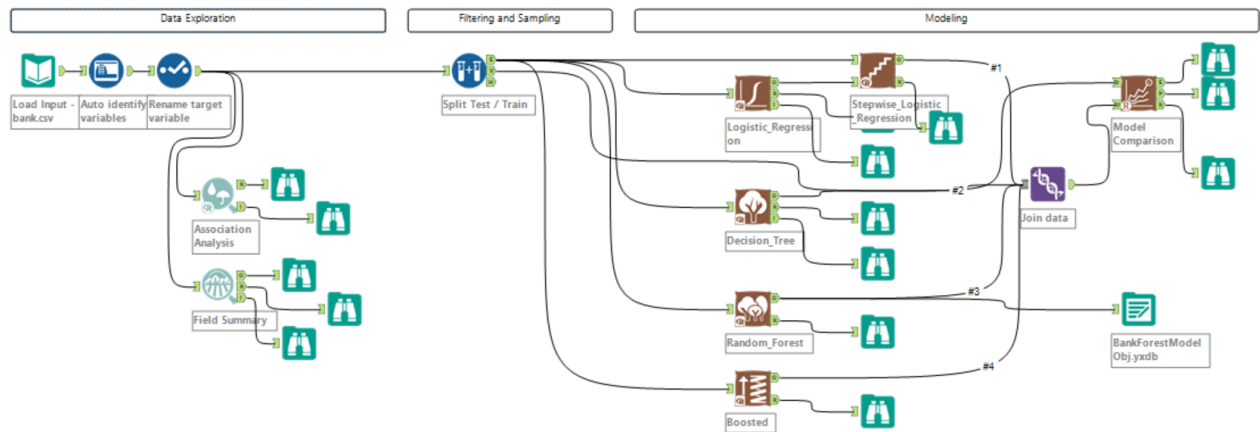 Data Exploration
Filtering and Sampling
Modeling
Load Input -
bank.csv
Auto identify
variables
Rename target
variable
Split Test / Train
Logistic_Regressi
on
Stepwise_Logistic
_Regression
#1
Model
Comparison
Association
Analysis
Decision_Tree
#2
Join data
Field Summary
Random_Forest
#3
BankForestModel
Obj.yxdb
Boosted
#4